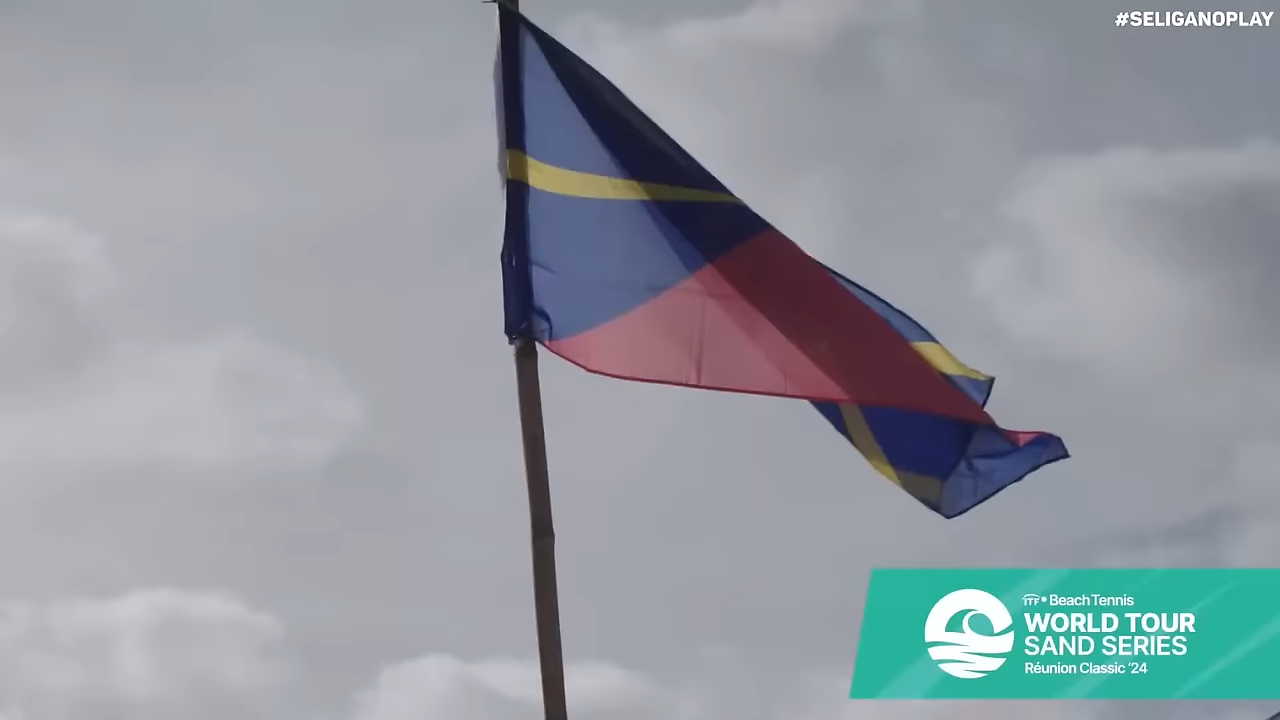 #SELIGANOPLAY
ITF• Beach Tennis
WORLD TOUR
SAND SERIES
Réunion Classic '24